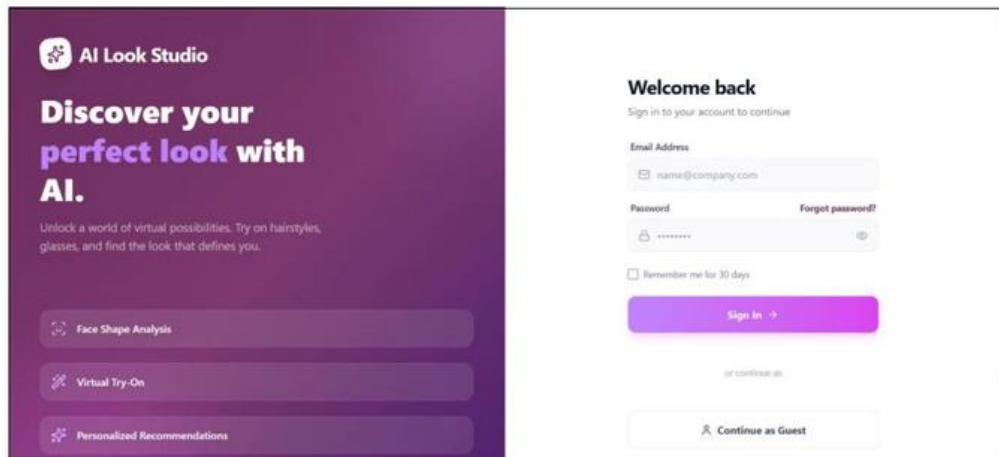 AI Look Studio
Discover your
perfect look with
AI.
Unlock a world of virtual possibilities. Try on hairstyles,
glasses, and find the look that defines you.
Face Shape Analysis
Virtual Try-On
Personalized Recommendations
Welcome back
Sign in to your account to continue
Email Address
name@company.com
Password Forgot password?
••••••••
Remember me for 30 days
Sign In →
or continue as
Continue as Guest